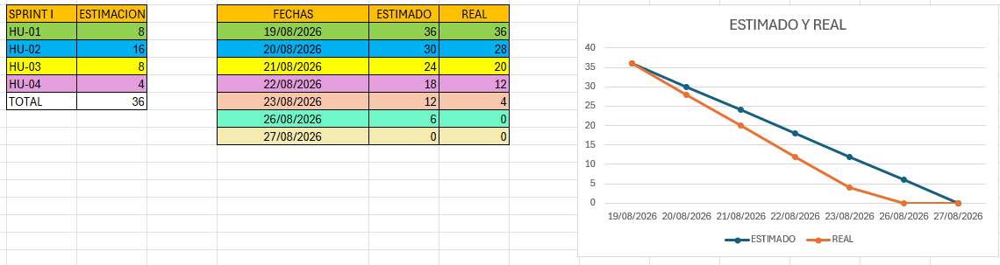 SPRINT I ESTIMACION
HU-01 8
HU-02 16
HU-03 8
HU-04 4
TOTAL 36
FECHAS ESTIMADO REAL
19/08/2026 36 36
20/08/2026 30 28
21/08/2026 24 20
22/08/2026 18 12
23/08/2026 12 4
26/08/2026 6 0
27/08/2026 0 0
ESTIMADO Y REAL
40
35
30
25
20
15
10
5
0
19/08/2026 20/08/2026 21/08/2026 22/08/2026 23/08/2026 26/08/2026 27/08/2026
ESTIMADO REAL